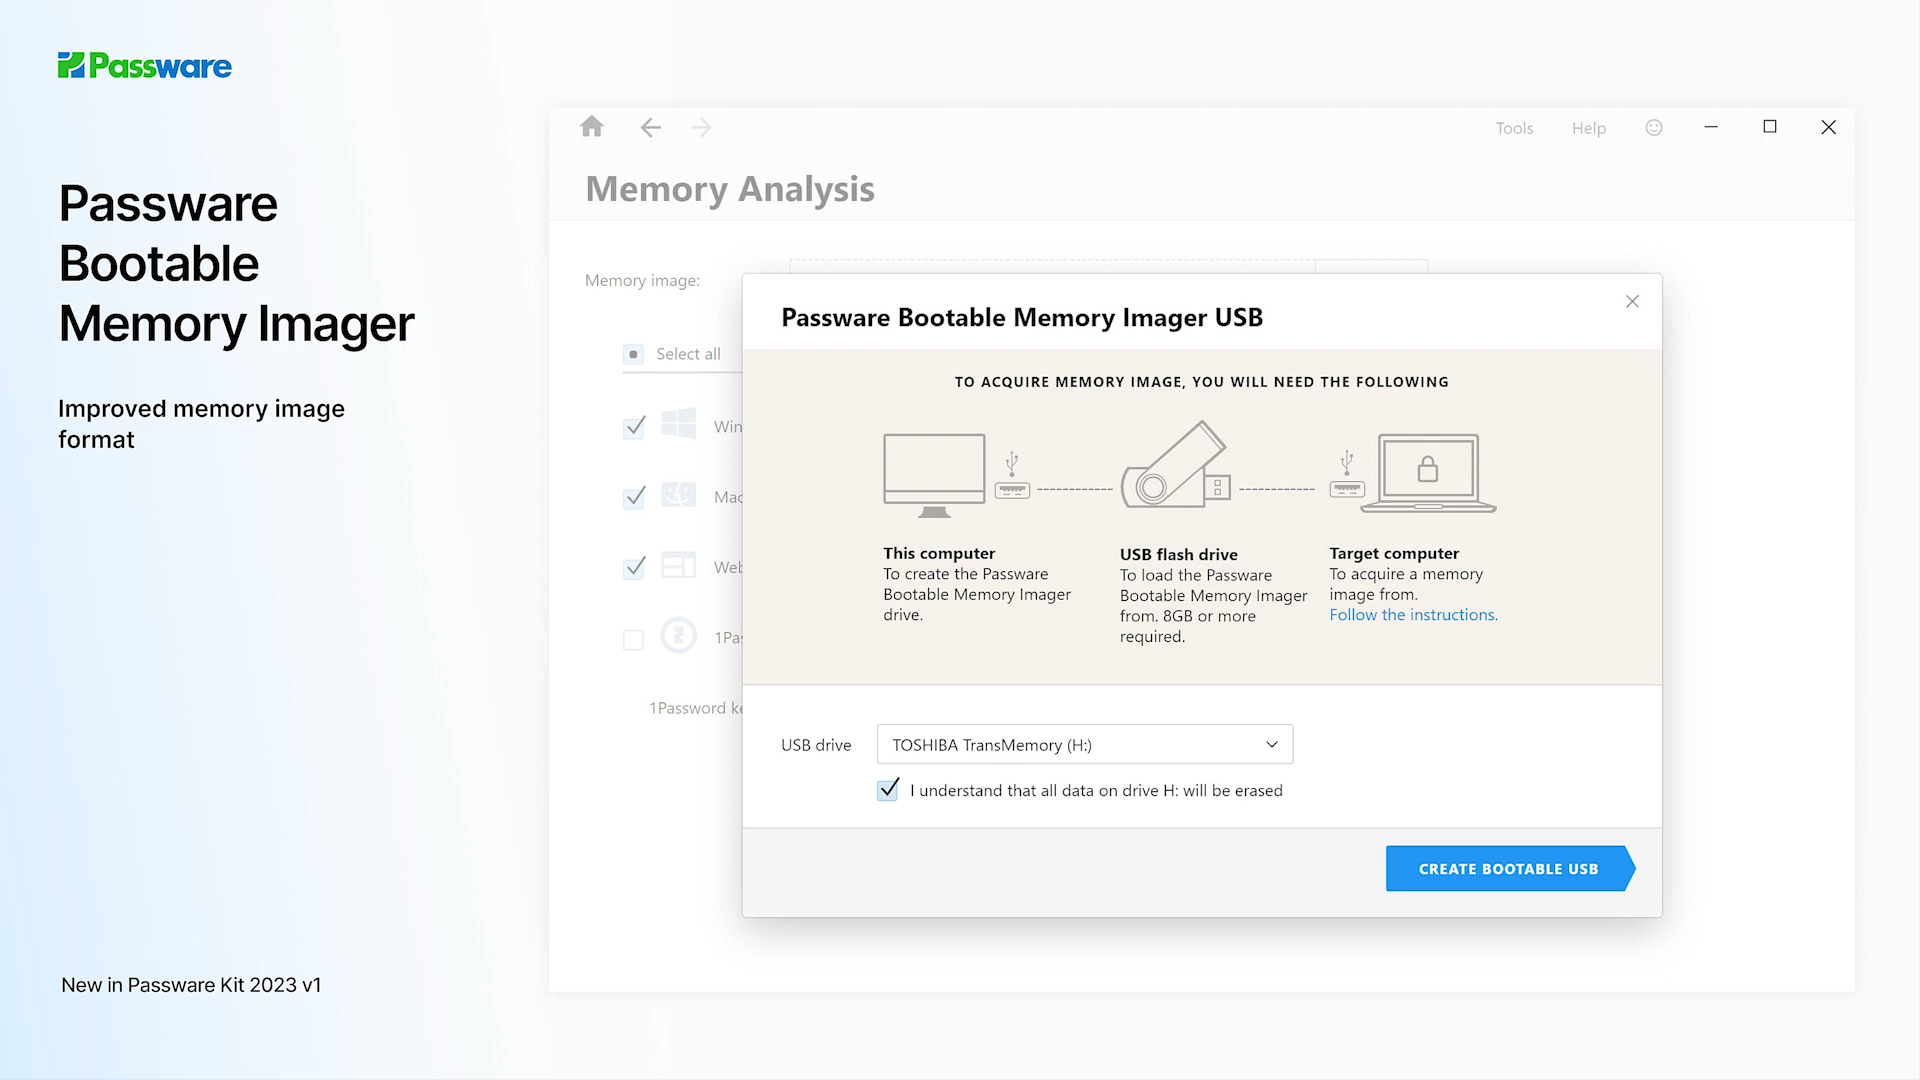 Passware
Passware
Bootable
Memory Imager
Improved memory image
format
New in Passware Kit 2023 v1
Tools
Help
Memory Analysis
Memory image:
Select all
Win
Mac
Web
1Pas
1Password ke
Passware Bootable Memory Imager USB
TO ACQUIRE MEMORY IMAGE, YOU WILL NEED THE FOLLOWING
This computer
To create the Passware
Bootable Memory Imager
drive.
USB flash drive
To load the Passware
Bootable Memory Imager
from. 8GB or more
required.
Target computer
To acquire a memory
image from.
Follow the instructions.
USB drive
TOSHIBA TransMemory (H:)
I understand that all data on drive H: will be erased
CREATE BOOTABLE USB